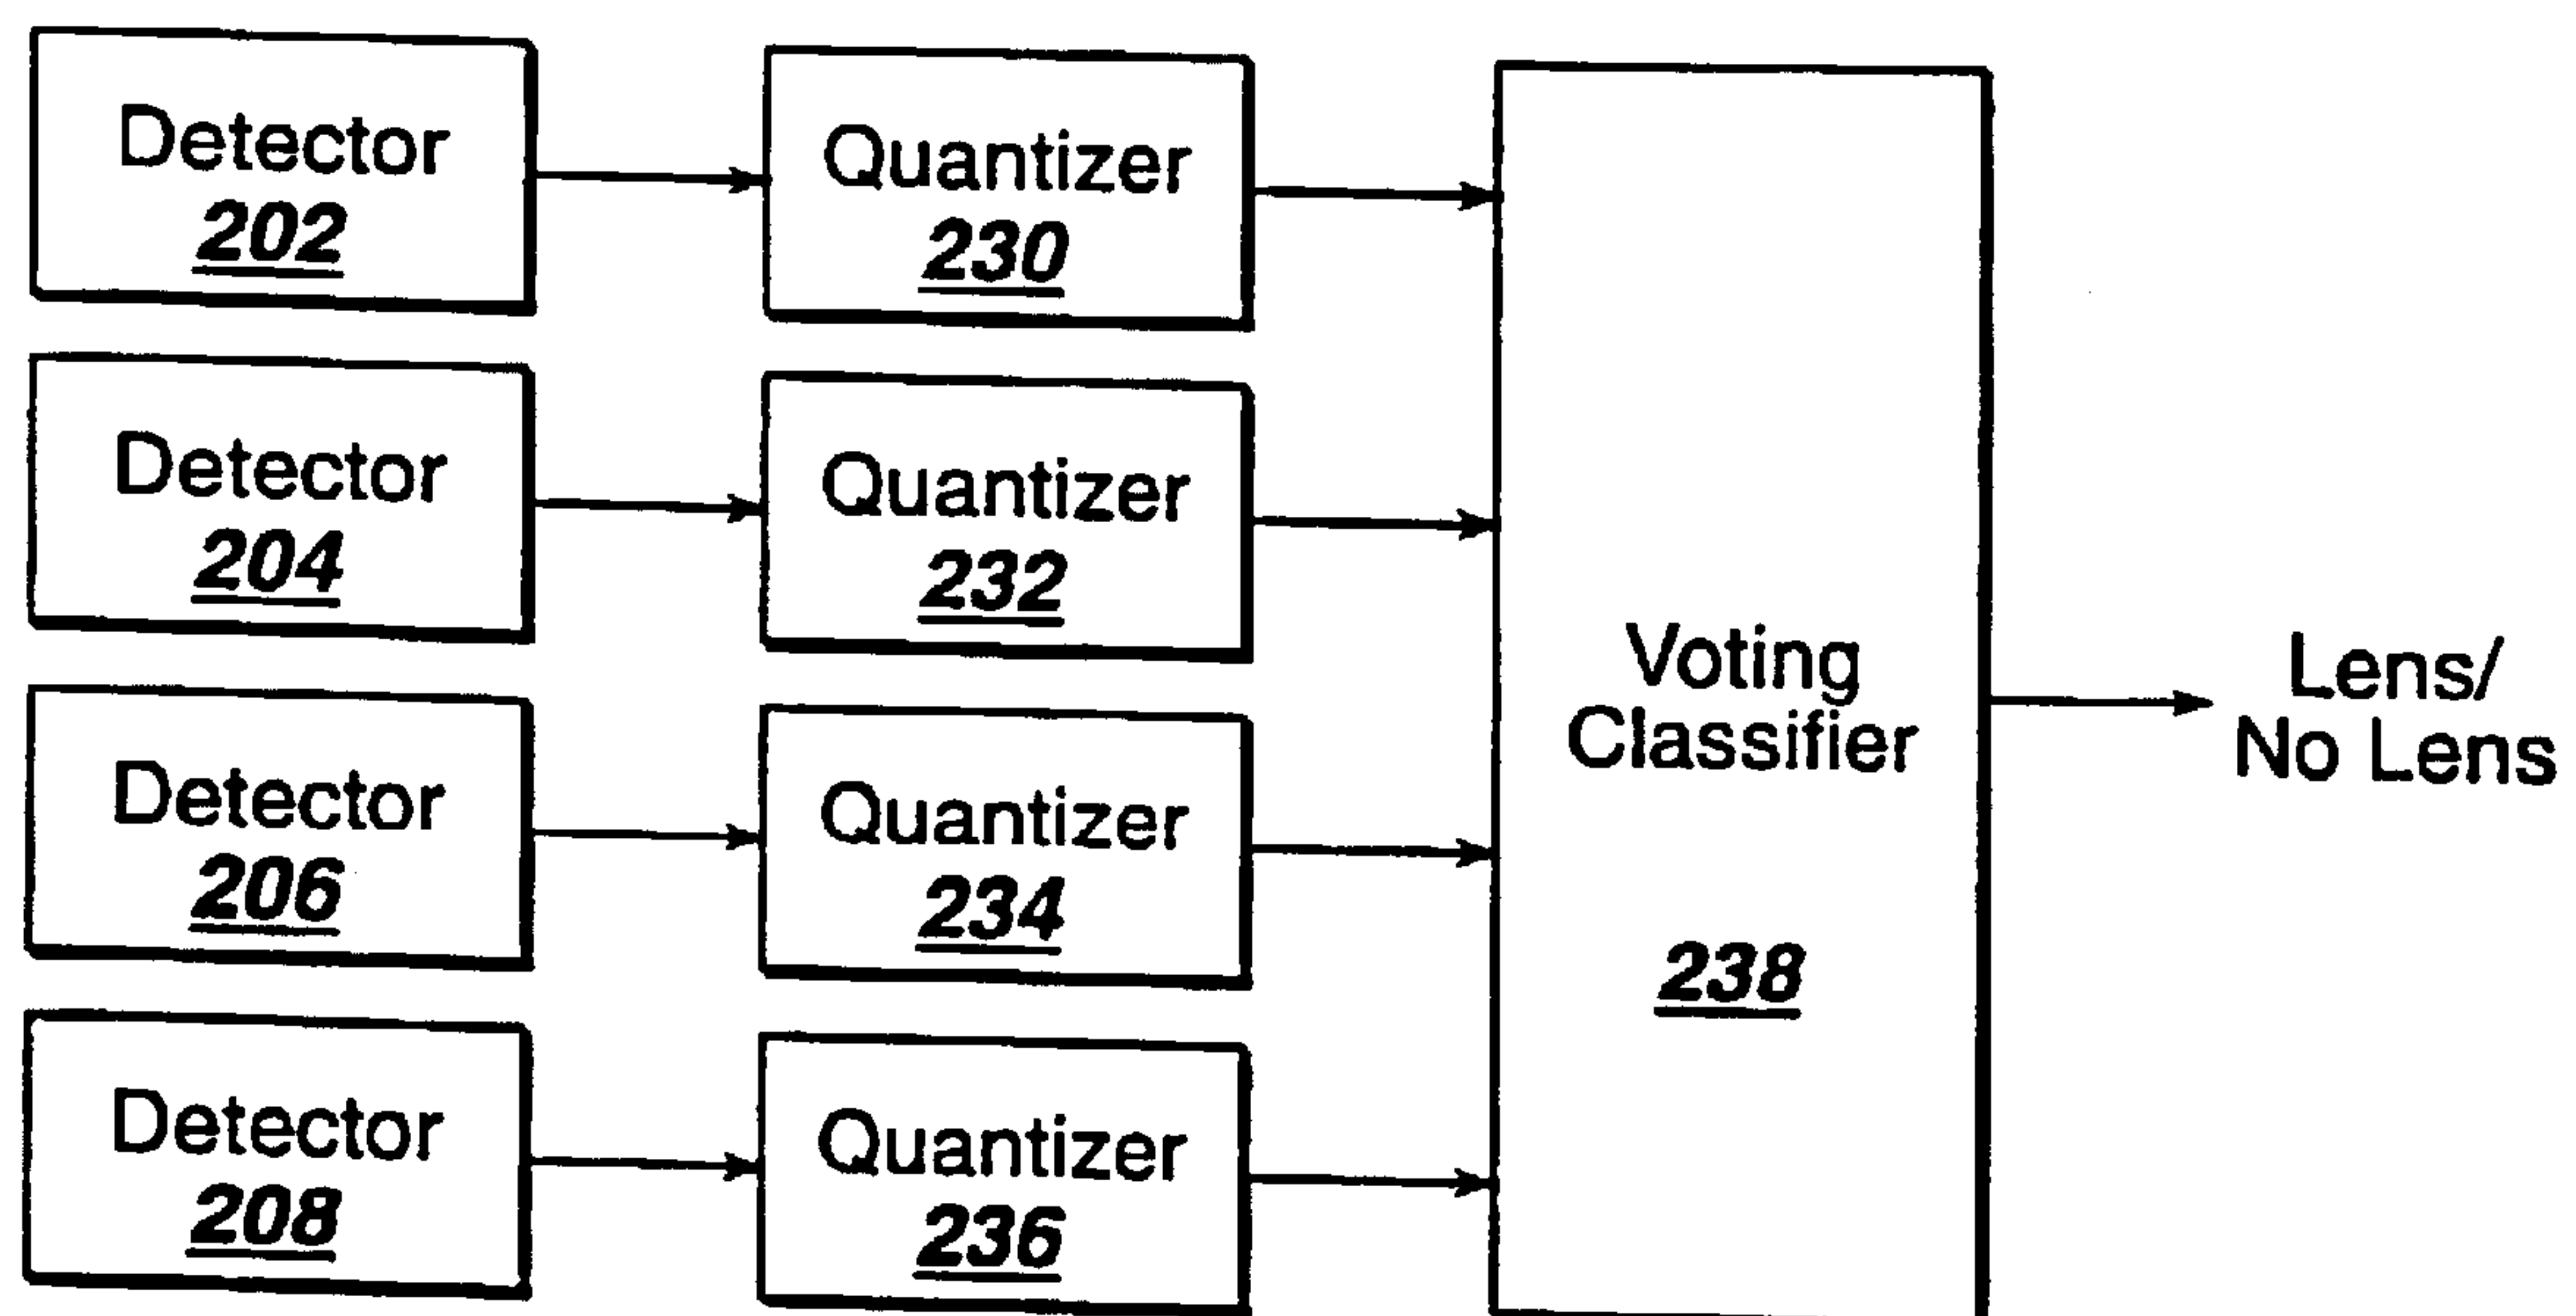 Detector
202
Quantizer
230
Detector
204
Quantizer
232
Detector
206
Quantizer
234
Detector
208
Quantizer
236
Voting
Classifier
238
Lens/
No Lens